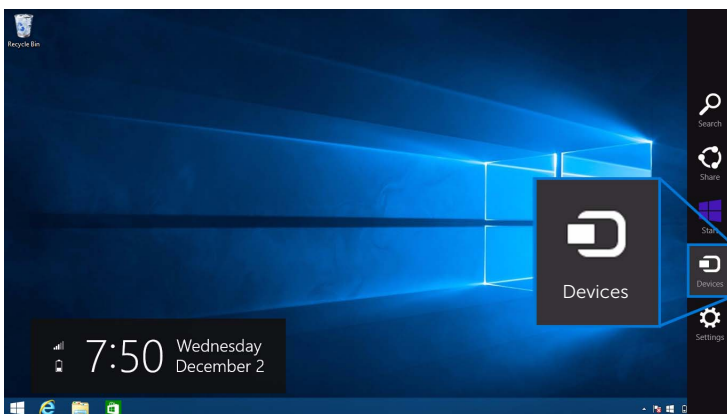 Recycle Bin
Search
Share
Start
Devices
Devices
Settings
7:50
Wednesday
December 2